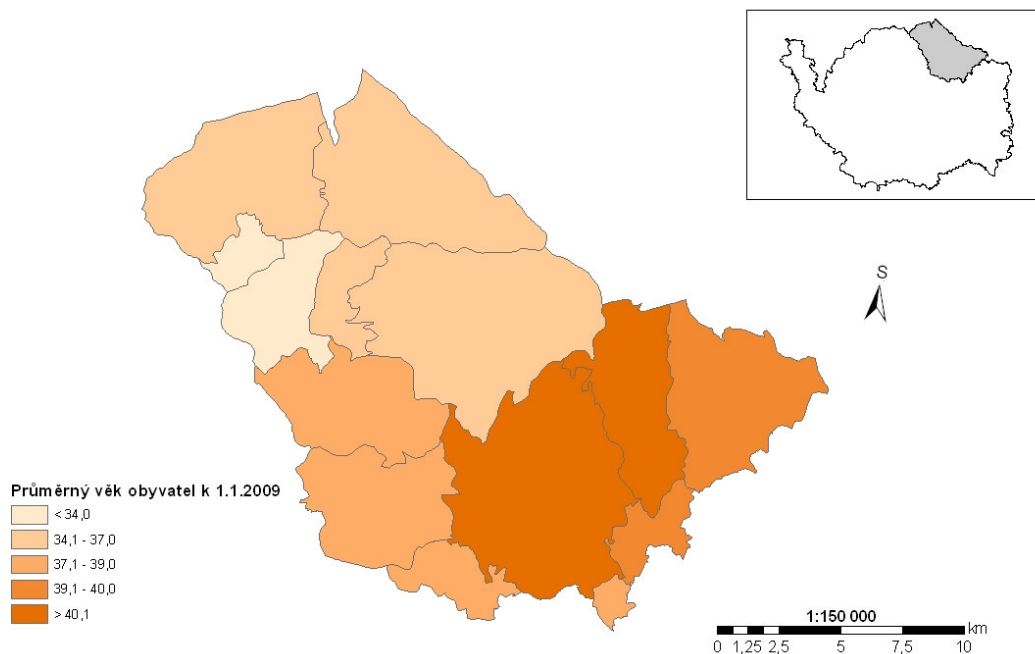 S
Průměrný věk obyvatel k 1.1.2009
< 34,0
34,1 - 37,0
37,1 - 39,0
39,1 - 40,0
> 40,1
1:150 000
km
0 1,25 2,5 5 7,5 10